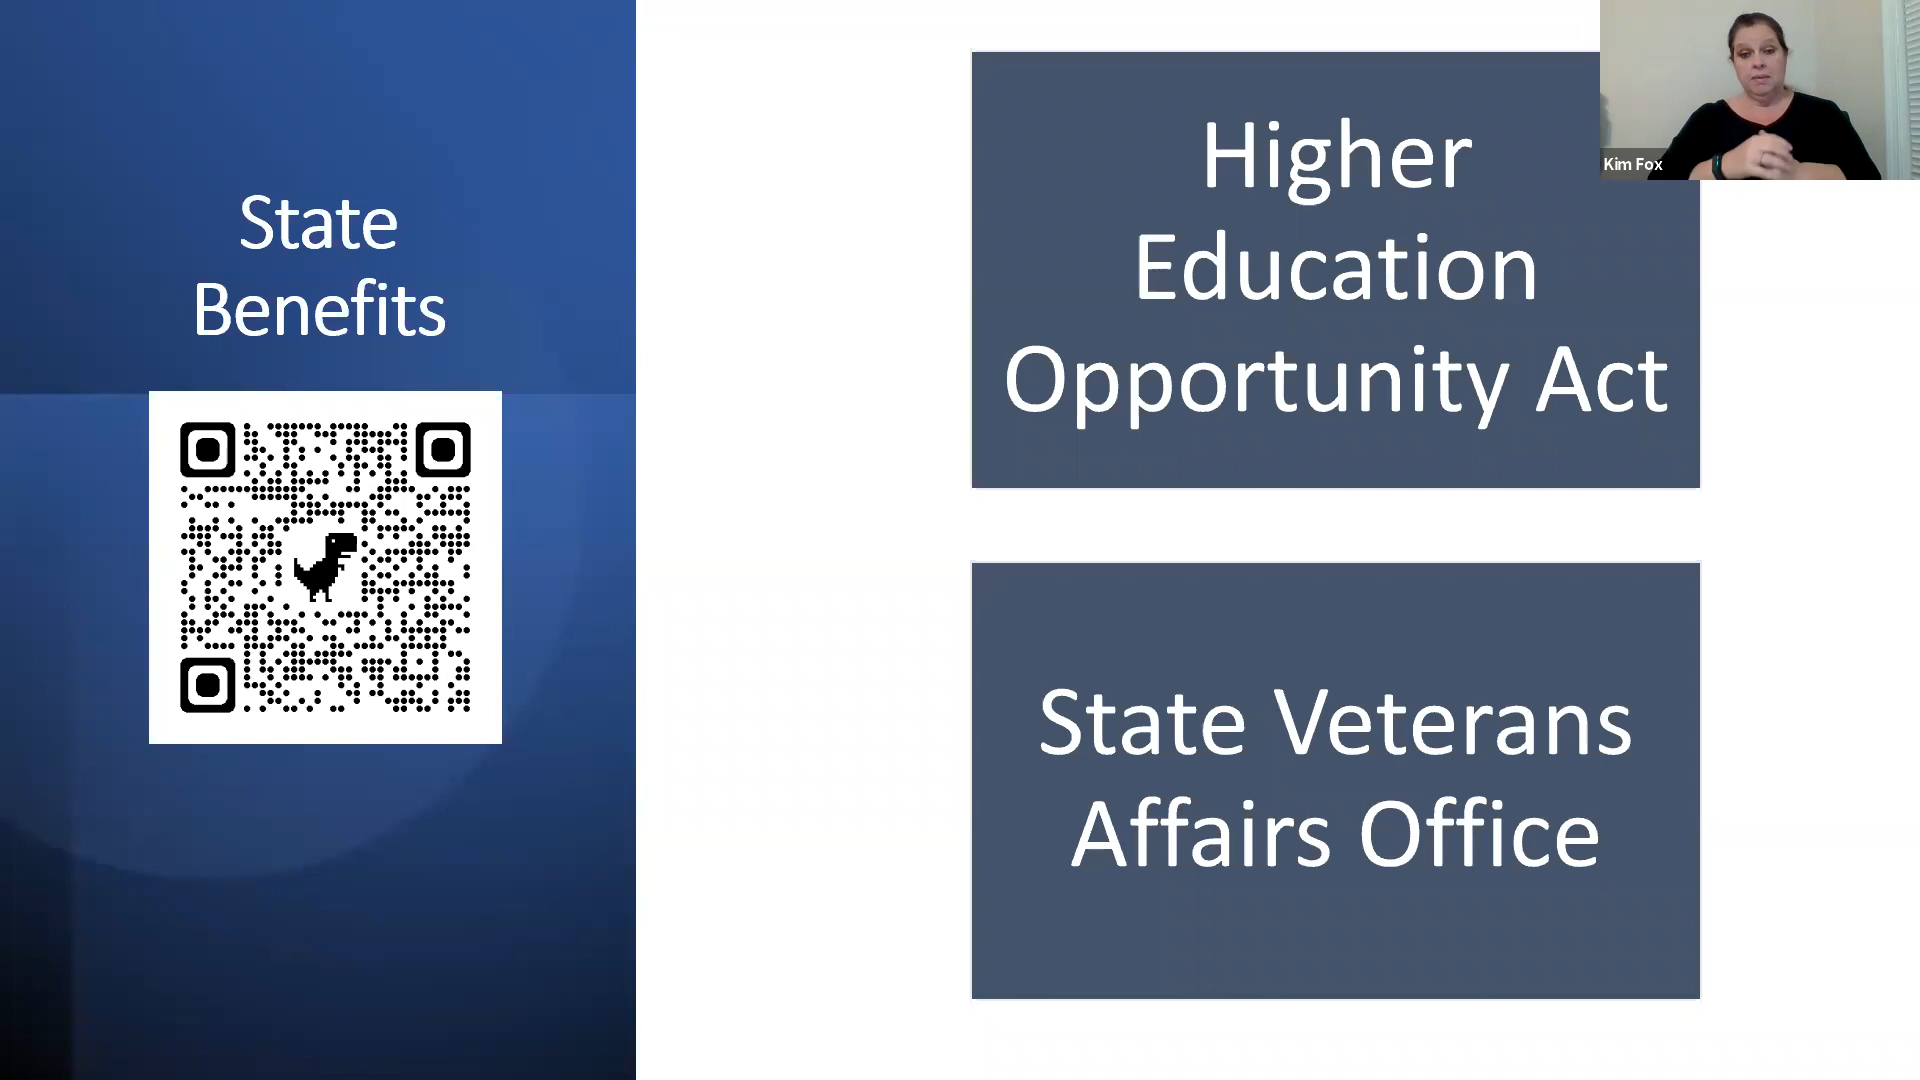 State
Benefits
Higher
Education
Opportunity Act
State Veterans
Affairs Office
Kim Fox